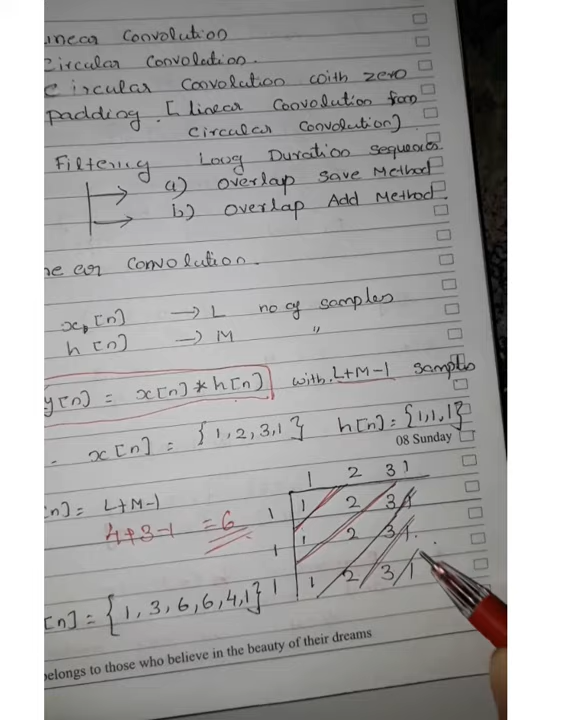 inear Convolution
Circular Convolution.
Circular Convolution with zero
padding. [linear Convolution from
circular Convolution]
Filtering Long Duration sequences
a) overlap save Method
b) overlap Add Method.
ne ar convolution.
x[n] → L no of samples
h[n] → M "
y[n] = x[n] * h[n] with L+M-1 samples
x[n] = {1, 2, 3, 1} h[n] = {1, 1, 1}
08 Sunday
1 2 3 1
[n] = L+M-1
1 1 2 3 1
4+3-1 = 6
1 1 2 3 1
1 1 2 3 1
[n] = {1, 3, 6, 6, 4, 1}
belongs to those who believe in the beauty of their dreams